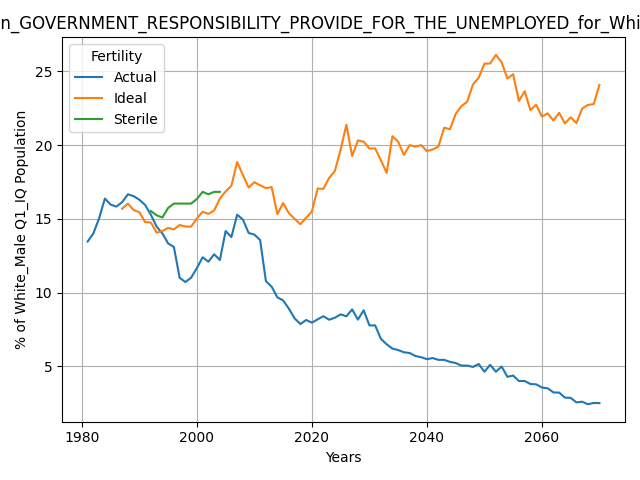 n_GOVERNMENT_RESPONSIBILITY_PROVIDE_FOR_THE_UNEMPLOYED_for_Whi
Fertility
Actual
Ideal
Sterile
% of White_Male Q1_IQ Population
25
20
15
10
5
1980 2000 2020 2040 2060
Years